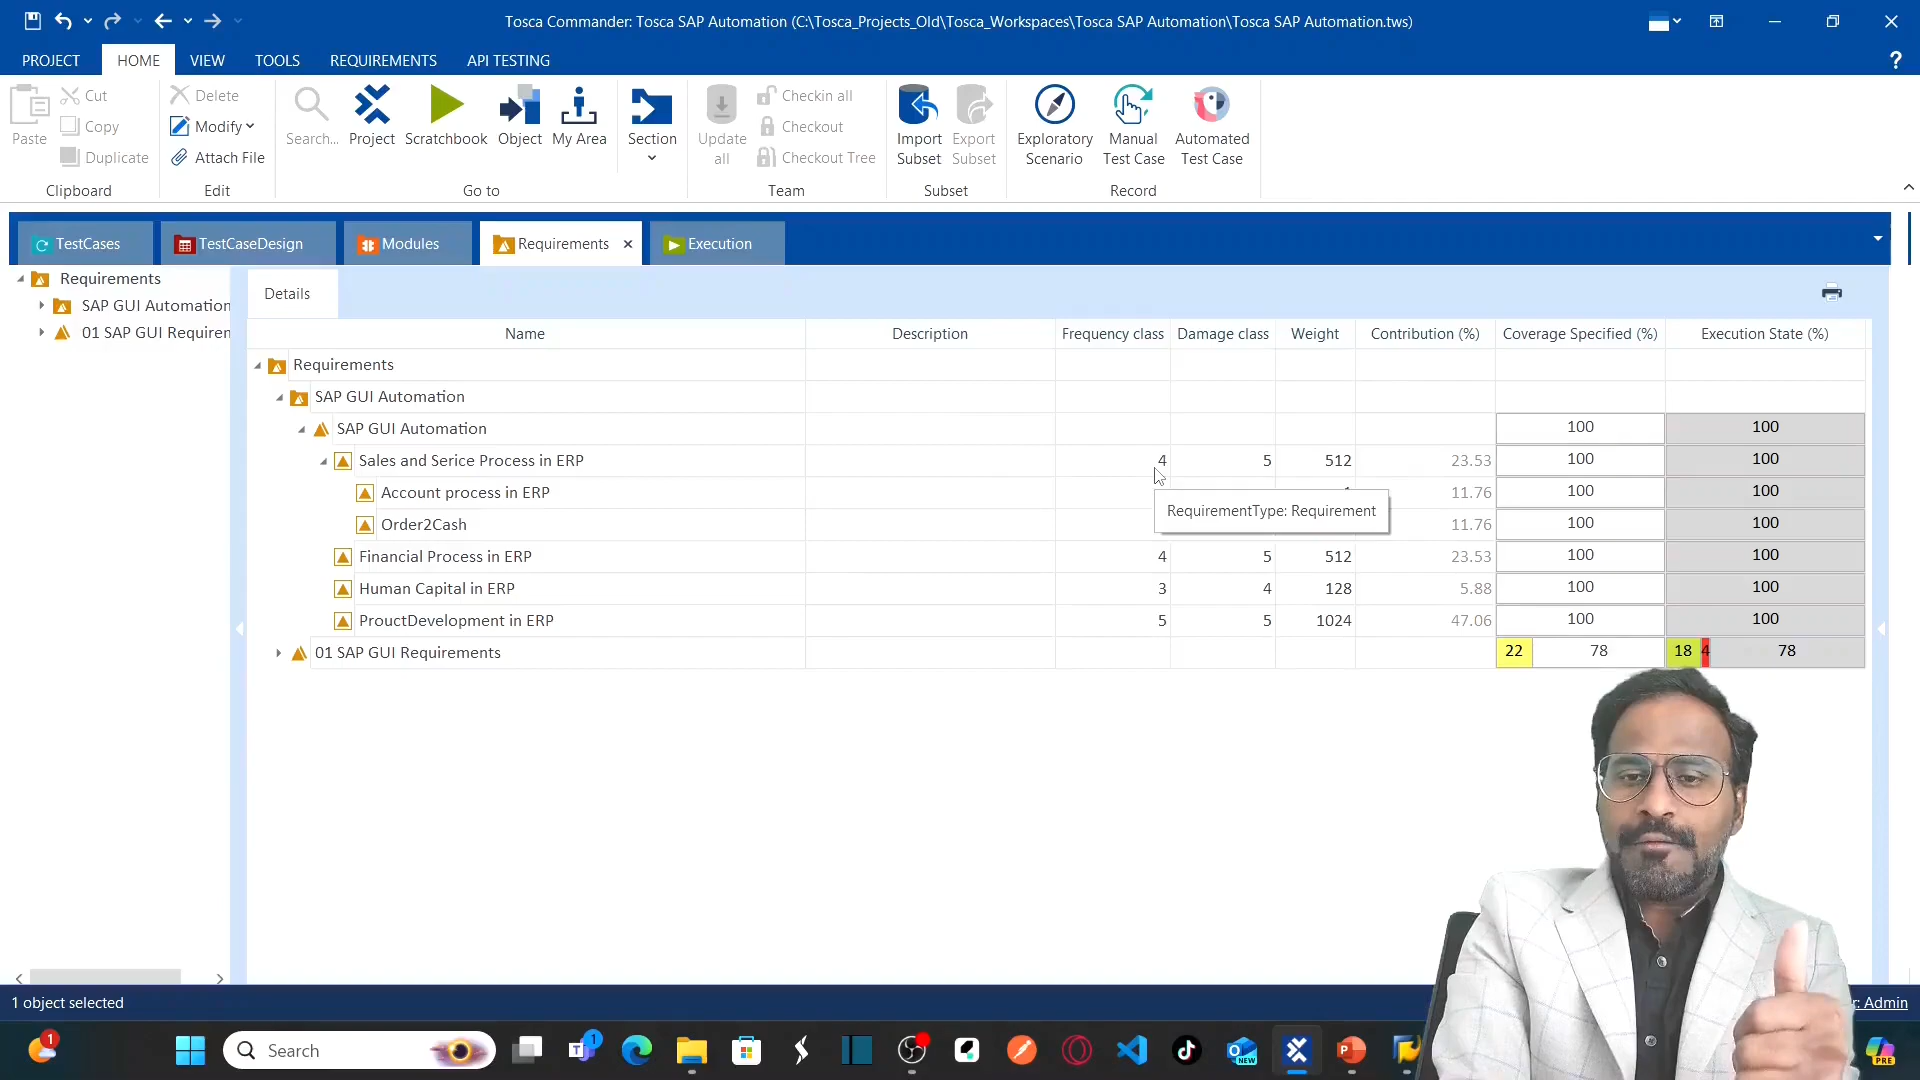 Tosca Commander: Tosca SAP Automation (C:\Tosca_Projects_Old\Tosca_Workspaces\Tosca SAP Automation\Tosca SAP Automation.tws)
PROJECT HOME VIEW TOOLS REQUIREMENTS API TESTING ?
Paste
Cut
Copy
Duplicate
Clipboard
Delete
Modify
Attach File
Edit
Search...
Project
Scratchbook
Object
My Area
Section
Go to
Update all
Checkin all
Checkout
Checkout Tree
Team
Import Subset
Export Subset
Subset
Exploratory Scenario
Manual Test Case
Automated Test Case
Record
TestCases TestCaseDesign Modules Requirements Execution
Requirements
SAP GUI Automation
01 SAP GUI Requiren
Details
Name Description Frequency class Damage class Weight Contribution (%) Coverage Specified (%) Execution State (%)
Requirements
SAP GUI Automation
SAP GUI Automation 100 100
Sales and Serice Process in ERP 4 5 512 23.53 100 100
Account process in ERP 11.76 100 100
RequirementType: Requirement
Order2Cash 11.76 100 100
Financial Process in ERP 4 5 512 23.53 100 100
Human Capital in ERP 3 4 128 5.88 100 100
ProuctDevelopment in ERP 5 5 1024 47.06 100 100
01 SAP GUI Requirements 22 78 18 4 78
1 object selected
r: Admin
1
Search
1
NEW
PRE